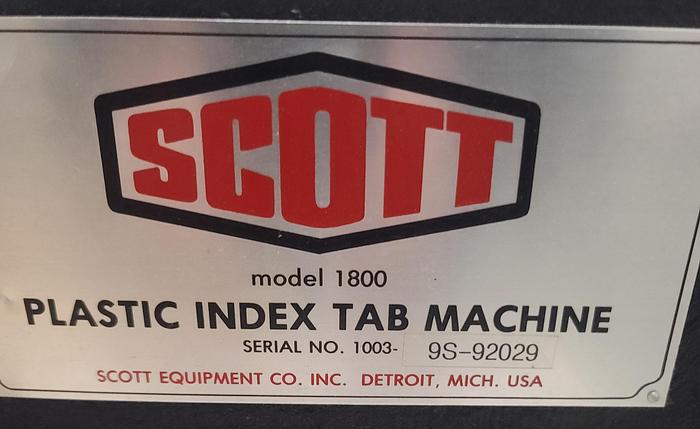 SCOTT
model 1800
PLASTIC INDEX TAB MACHINE
SERIAL NO. 1003- 9S-92029
SCOTT EQUIPMENT CO. INC. DETROIT, MICH. USA